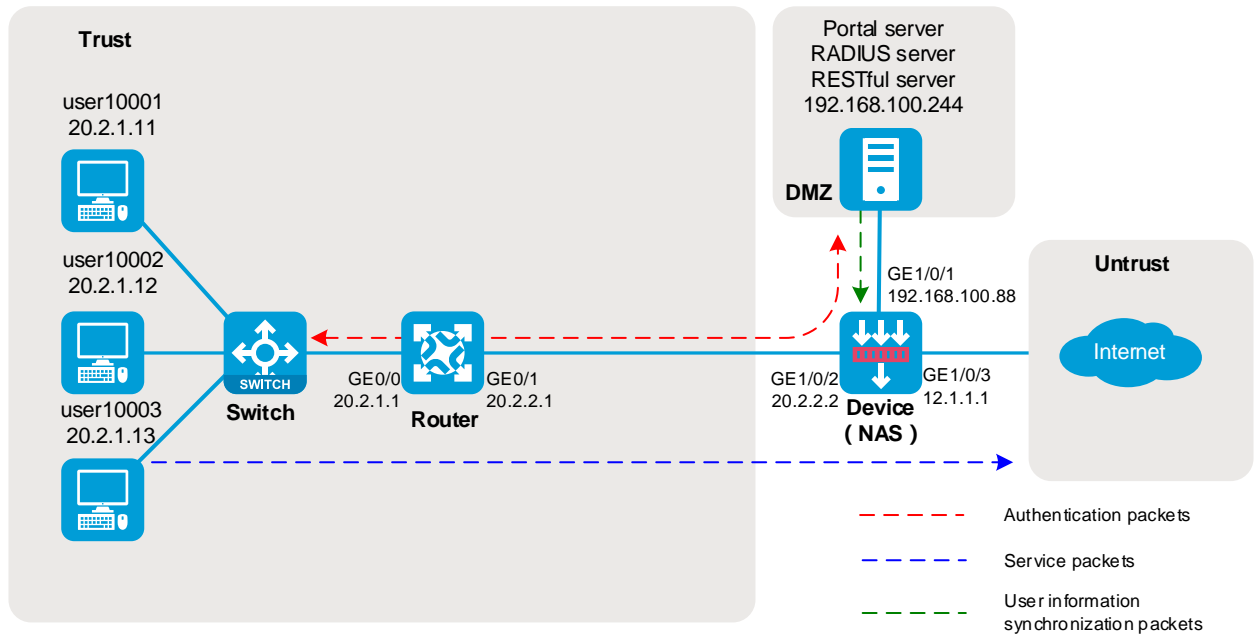 Trust
user10001
20.2.1.11
user10002
20.2.1.12
user10003
20.2.1.13
SWITCH
Switch
GE0/0
20.2.1.1
Router
GE0/1
20.2.2.1
Portal server
RADIUS server
RESTful server
192.168.100.244
DMZ
GE1/0/1
192.168.100.88
GE1/0/2
20.2.2.2
Device
( NAS )
GE1/0/3
12.1.1.1
Untrust
Internet
Authentication packets
Service packets
User information
synchronization packets